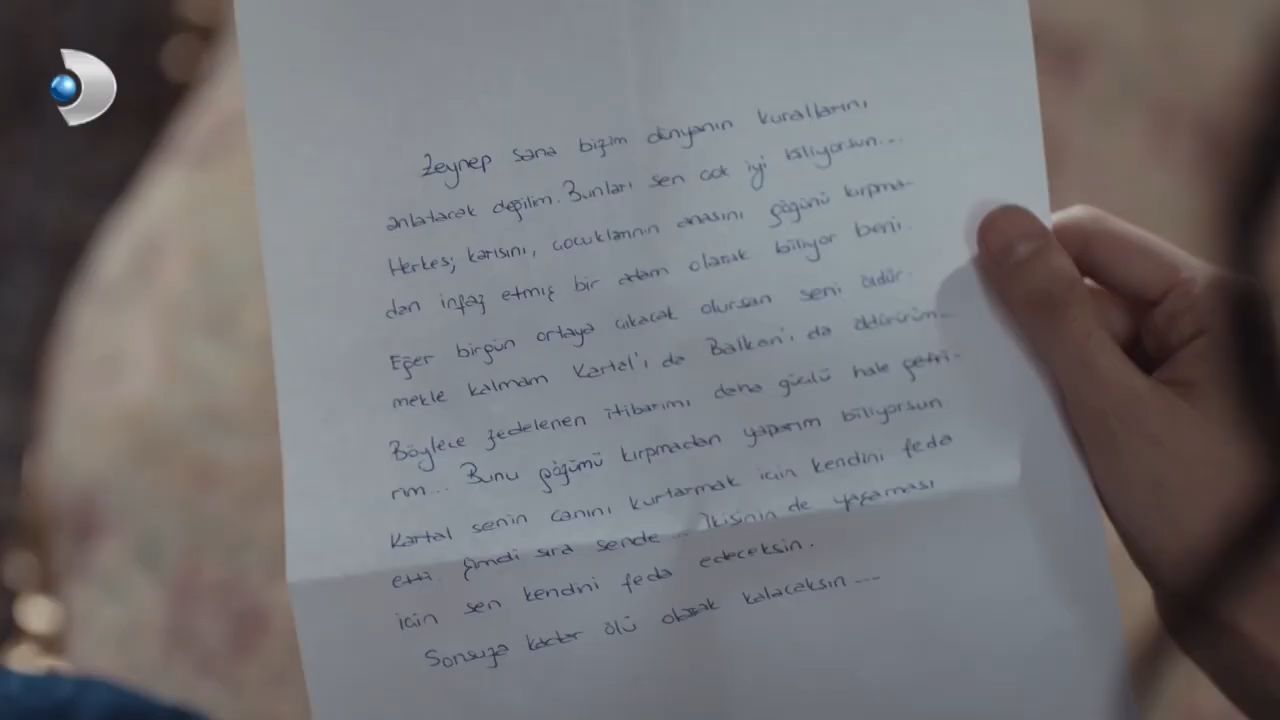 Zeynep sana bizim dünyanın kurallarını
anlatacak değilim. Bunları sen çok iyi biliyorsun...
Herkes; karısını, çocuklarının anasını gözünü kırpma-
dan infaz etmiş bir adam olarak biliyor beni.
Eğer birgün ortaya çıkacak olursan seni öldür-
mekle kalmam Kartal'ı da Balkan'ı da öldürürüm...
Böylece zedelenen itibarımı daha güçlü hale getiri-
rim... Bunu gözümü kırpmadan yaparım biliyorsun
Kartal senin canını kurtarmak için kendini feda
etti. Şimdi sıra sende... İkisinin de yaşaması
için sen kendini feda edeceksin.
Sonsuza kadar ölü olarak kalacaksın ---